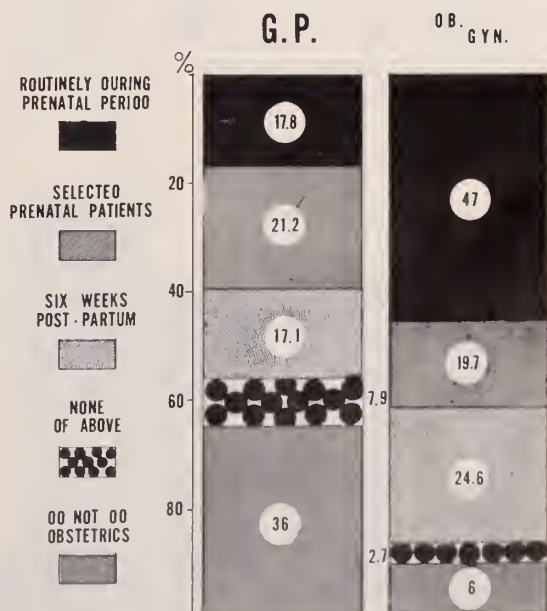 G.P.
OB.
GYN.
%
ROUTINELY OURING
PRENATAL PERIOD
17.8
SELECTED
PRENATAL PATIENTS
20
21.2
47
SIX WEEKS
POST-PARTUM
40
17.1
19.7
NONE
OF ABOVE
60
7.9
24.6
OO NOT OO
OBSTETRICS
80
36
2.7
6